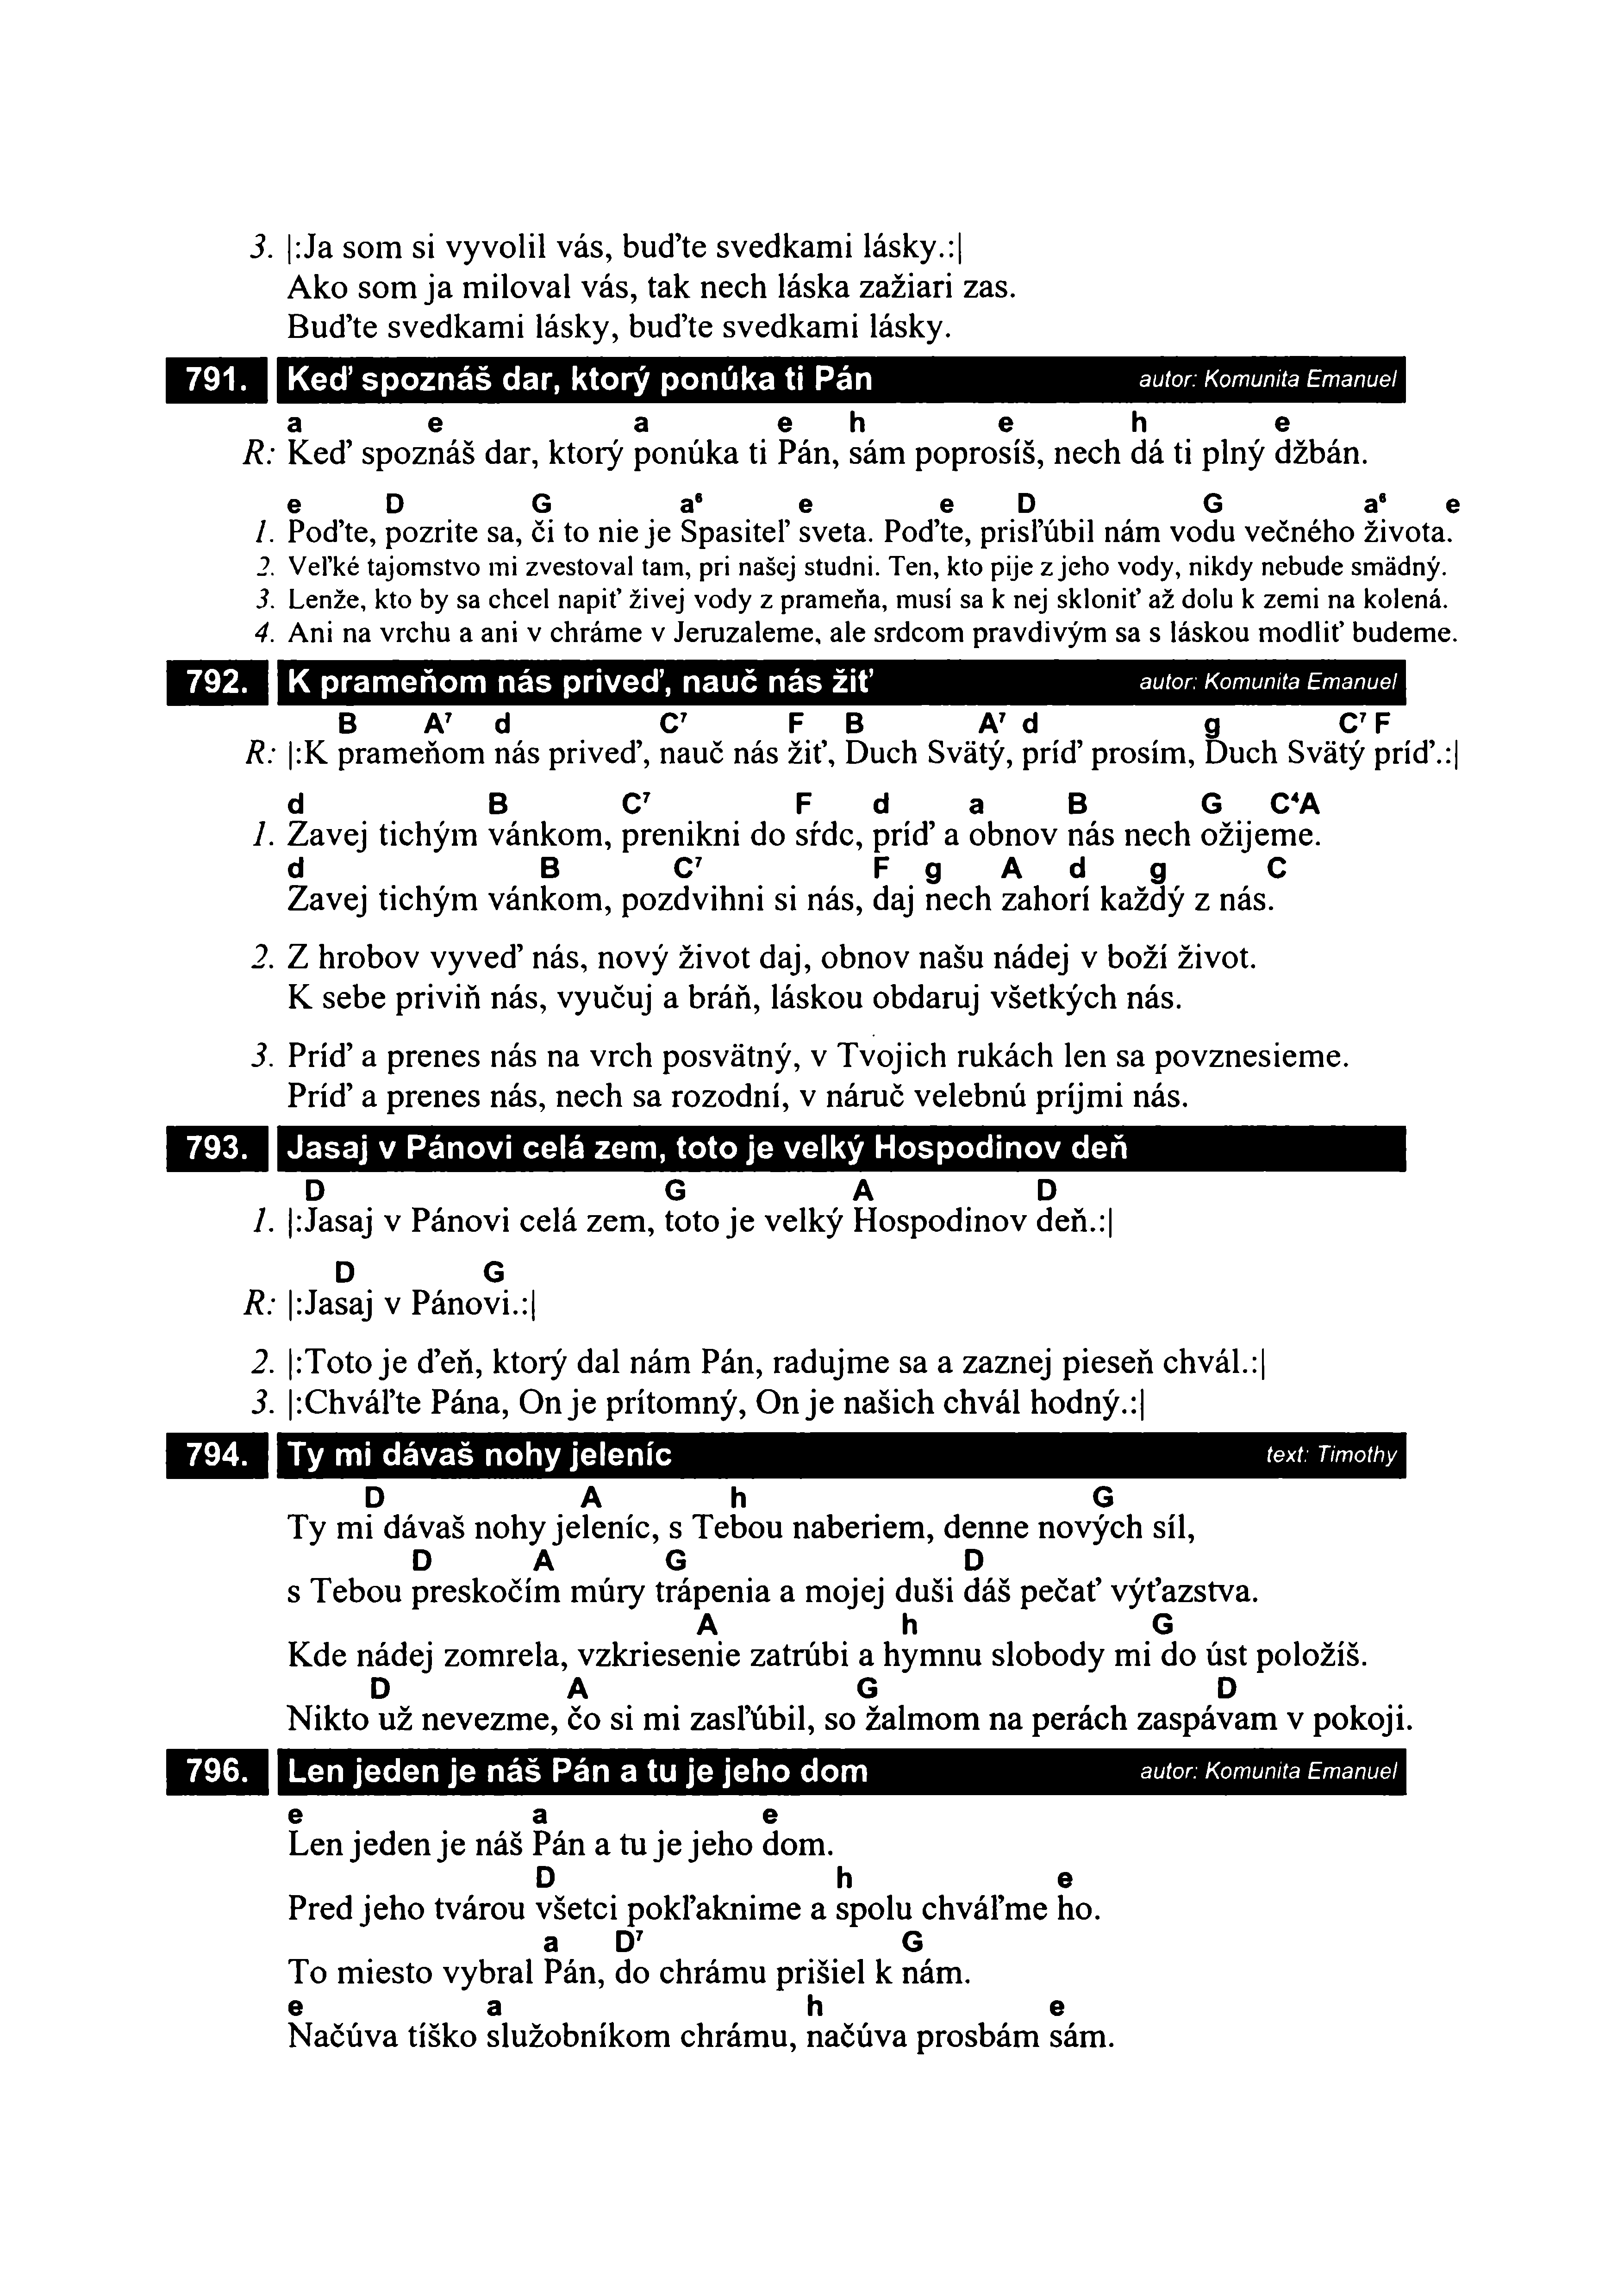 3. |:Ja som si vyvolil vás, buďte svedkami lásky.:|
Ako som ja miloval vás, tak nech láska zažiari zas.
Buďte svedkami lásky, buďte svedkami lásky.
791. Keď spoznáš dar, ktorý ponúka ti Pán autor: Komunita Emanuel
a e a e h e h e
R: Keď spoznáš dar, ktorý ponúka ti Pán, sám poprosíš, nech dá ti plný džbán.
e D G a⁶ e e D G a⁶ e
1. Poďte, pozrite sa, či to nie je Spasiteľ sveta. Poďte, prisľúbil nám vodu večného života.
2. Veľké tajomstvo mi zvestoval tam, pri našej studni. Ten, kto pije z jeho vody, nikdy nebude smädný.
3. Lenže, kto by sa chcel napiť živej vody z prameňa, musí sa k nej skloniť až dolu k zemi na kolená.
4. Ani na vrchu a ani v chráme v Jeruzaleme, ale srdcom pravdivým sa s láskou modliť budeme.
792. K prameňom nás priveď, nauč nás žiť autor: Komunita Emanuel
B A⁷ d C⁷ F B A⁷ d g C⁷ F
R: |:K prameňom nás priveď, nauč nás žiť, Duch Svätý, príď prosím, Duch Svätý príď.:|
d B C⁷ F d a B G C⁴A
1. Zavej tichým vánkom, prenikni do sŕdc, príď a obnov nás nech ožijeme.
d B C⁷ F g A d g C
Zavej tichým vánkom, pozdvihni si nás, daj nech zahorí každý z nás.
2. Z hrobov vyveď nás, nový život daj, obnov našu nádej v boží život.
K sebe priviň nás, vyučuj a bráň, láskou obdaruj všetkých nás.
3. Príď a prenes nás na vrch posvätný, v Tvojich rukách len sa povznesieme.
Príď a prenes nás, nech sa rozodní, v náruč velebnú príjmi nás.
793. Jasaj v Pánovi celá zem, toto je velký Hospodinov deň
D G A D
1. |:Jasaj v Pánovi celá zem, toto je velký Hospodinov deň.:|
D G
R: |:Jasaj v Pánovi.:|
2. |:Toto je ďeň, ktorý dal nám Pán, radujme sa a zaznej pieseň chvál.:|
3. |:Chváľte Pána, On je prítomný, On je našich chvál hodný.:|
794. Ty mi dávaš nohy jeleníc text: Timothy
D A h G
Ty mi dávaš nohy jeleníc, s Tebou naberiem, denne nových síl,
D A G D
s Tebou preskočím múry trápenia a mojej duši dáš pečať výťazstva.
A h G
Kde nádej zomrela, vzkriesenie zatrúbi a hymnu slobody mi do úst položíš.
D A G D
Nikto už nevezme, čo si mi zasľúbil, so žalmom na perách zaspávam v pokoji.
796. Len jeden je náš Pán a tu je jeho dom autor: Komunita Emanuel
e a e
Len jeden je náš Pán a tu je jeho dom.
D h e
Pred jeho tvárou všetci pokľaknime a spolu chváľme ho.
a D⁷ G
To miesto vybral Pán, do chrámu prišiel k nám.
e a h e
Načúva tíško služobníkom chrámu, načúva prosbám sám.